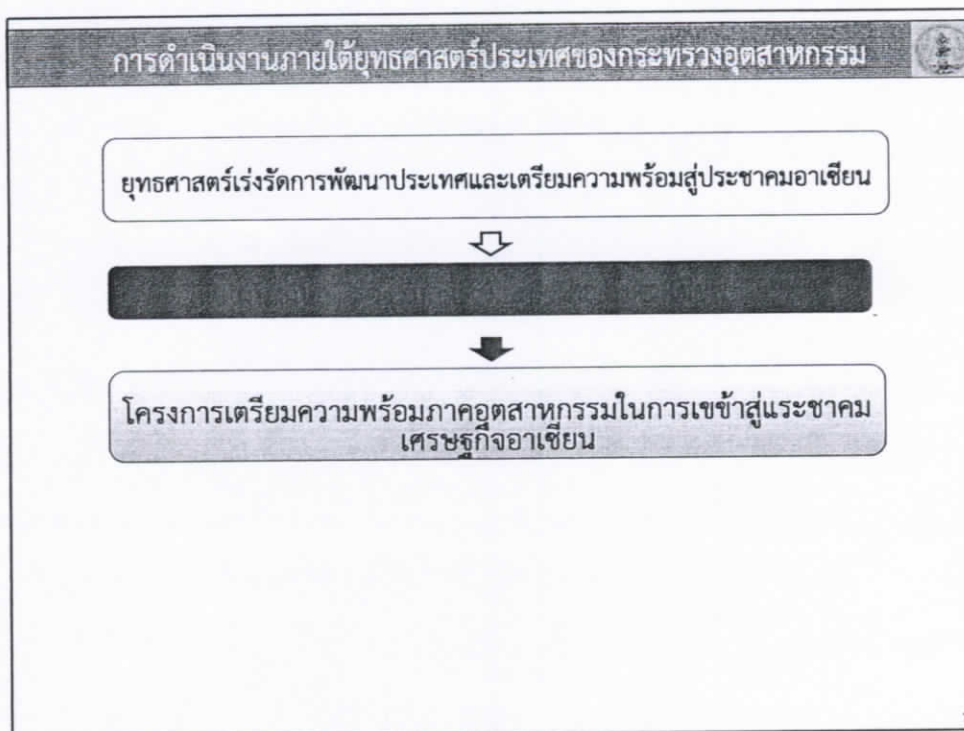 การดำเนินงานภายใต้ยุทธศาสตร์ประเทศของกระทรวงอุตสาหกรรม
ยุทธศาสตร์เร่งรัดการพัฒนาประเทศและเตรียมความพร้อมสู่ประชาคมอาเซียน
โครงการเตรียมความพร้อมภาคอุตสาหกรรมในการเขข้าสู่แระชาคม
เศรษฐกิจอาเซียน